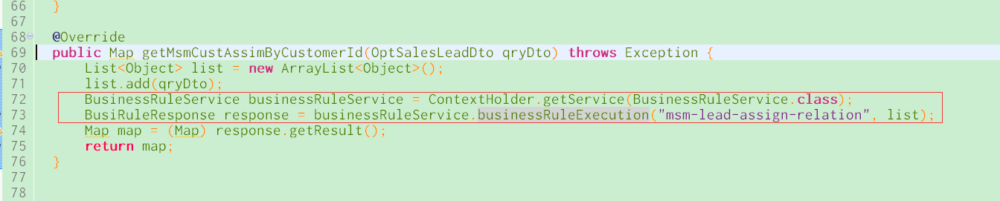 66 }
67
68 @Override
69 public Map getMsmCustAssimByCustomerId(OptSalesLeadDto qryDto) throws Exception {
70 List<Object> list = new ArrayList<Object>();
71 list.add(qryDto);
72 BusinessRuleService businessRuleService = ContextHolder.getService(BusinessRuleService.class);
73 BusiRuleResponse response = businessRuleService.businessRuleExecution("msm-lead-assign-relation", list);
74 Map map = (Map) response.getResult();
75 return map;
76 }
77
78